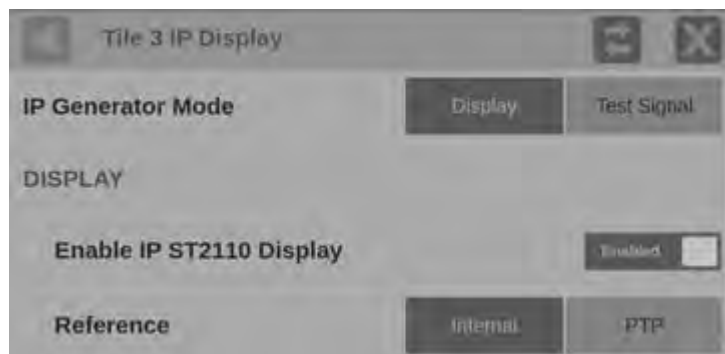 Tile 3 IP Display
IP Generator Mode Display Test Signal
DISPLAY
Enable IP ST2110 Display Enabled
Reference Internal PTP